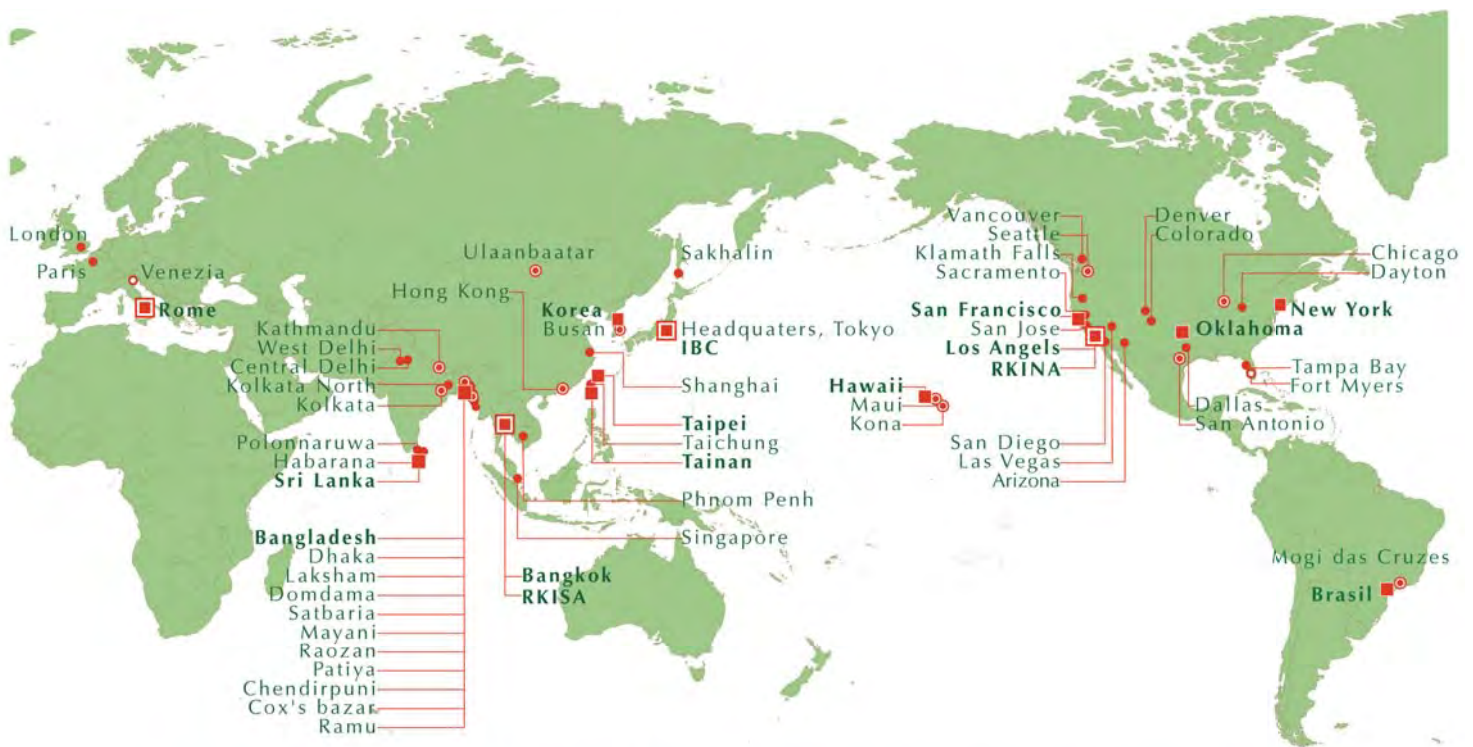 London
Paris
Venezia
Rome
Ulaanbaatar
Sakhalin
Hong Kong
Korea
Busan
Headquaters, Tokyo
IBC
Kathmandu
West Delhi
Central Delhi
Kolkata North
Kolkata
Shanghai
Polonnaruwa
Habarana
Sri Lanka
Taipei
Taichung
Tainan
Phnom Penh
Singapore
Bangladesh
Dhaka
Laksham
Domdama
Satbaria
Mayani
Raozan
Patiya
Chendirpuni
Cox's bazar
Ramu
Bangkok
RKISA
Vancouver
Seattle
Klamath Falls
Sacramento
San Francisco
San Jose
Los Angels
RKINA
Hawaii
Maui
Kona
San Diego
Las Vegas
Arizona
Denver
Colorado
Chicago
Dayton
New York
Oklahoma
Tampa Bay
Fort Myers
Dallas
San Antonio
Mogi das Cruzes
Brasil